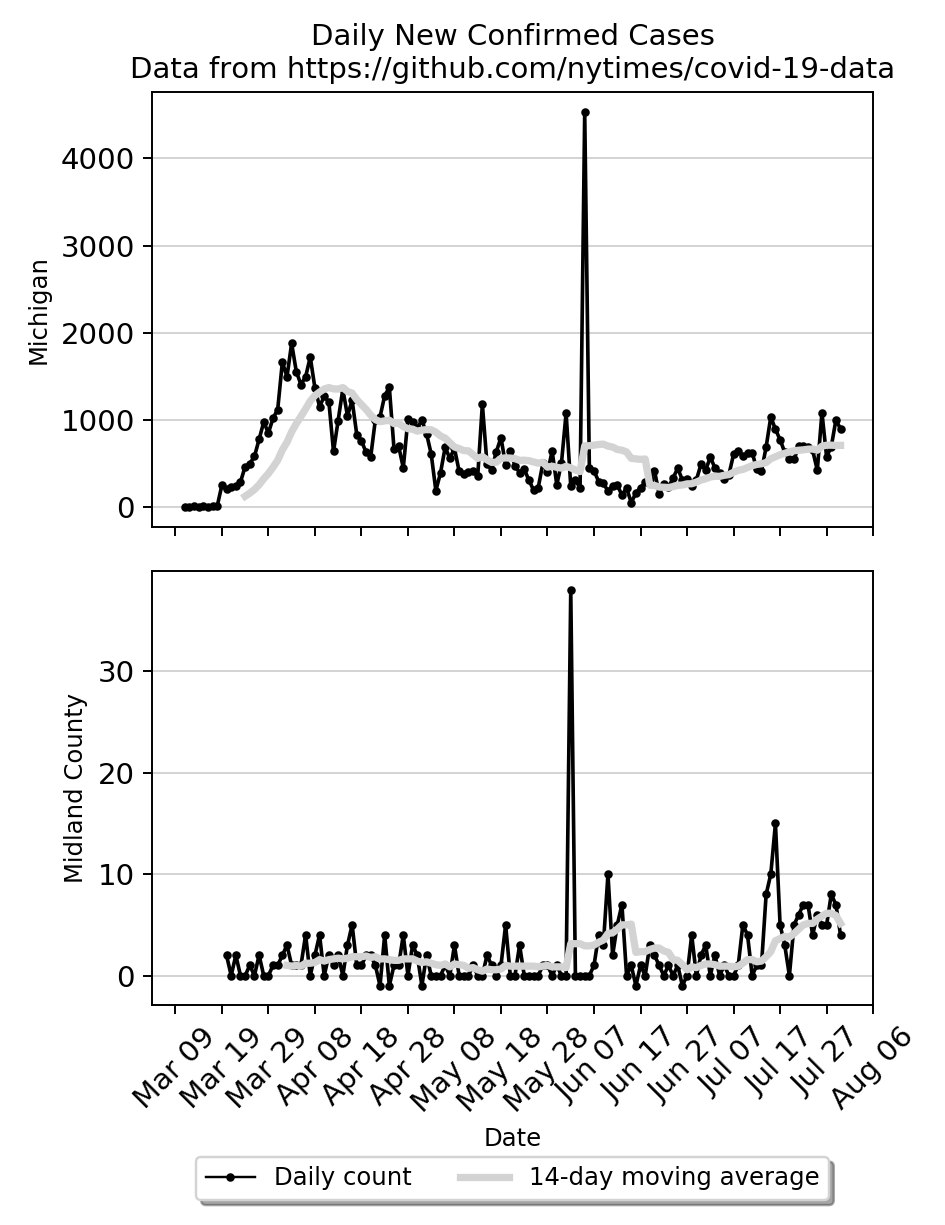 Daily New Confirmed Cases
Data from https://github.com/nytimes/covid-19-data
Michigan
4000
3000
2000
1000
0
Midland County
30
20
10
0
Mar 09
Mar 19
Mar 29
Apr 08
Apr 18
Apr 28
May 08
May 18
May 28
Jun 07
Jun 17
Jun 27
Jul 07
Jul 17
Jul 27
Aug 06
Date
Daily count
14-day moving average